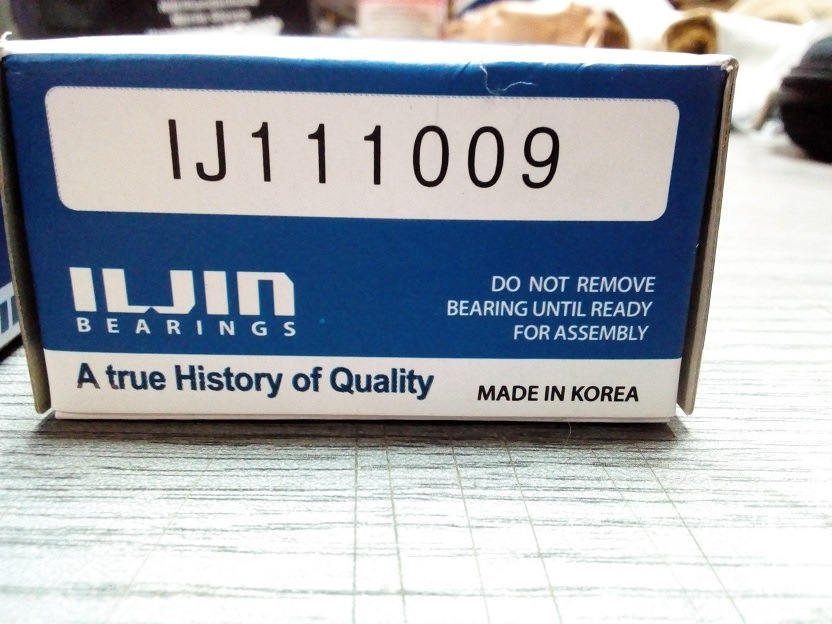 IJ111009
ILJIN
BEARINGS
DO NOT REMOVE
BEARING UNTIL READY
FOR ASSEMBLY
A true History of Quality
MADE IN KOREA